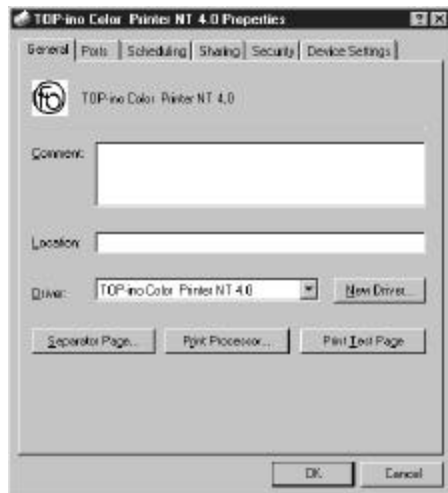 TOP-ino Color Printer NT 4.0 Properties
General Ports Scheduling Sharing Security Device Settings
TOP-ino Color Printer NT 4.0
Comment:
Location:
Driver: TOP-ino Color Printer NT 4.0 New Driver...
Separator Page... Print Processor... Print Test Page
OK Cancel